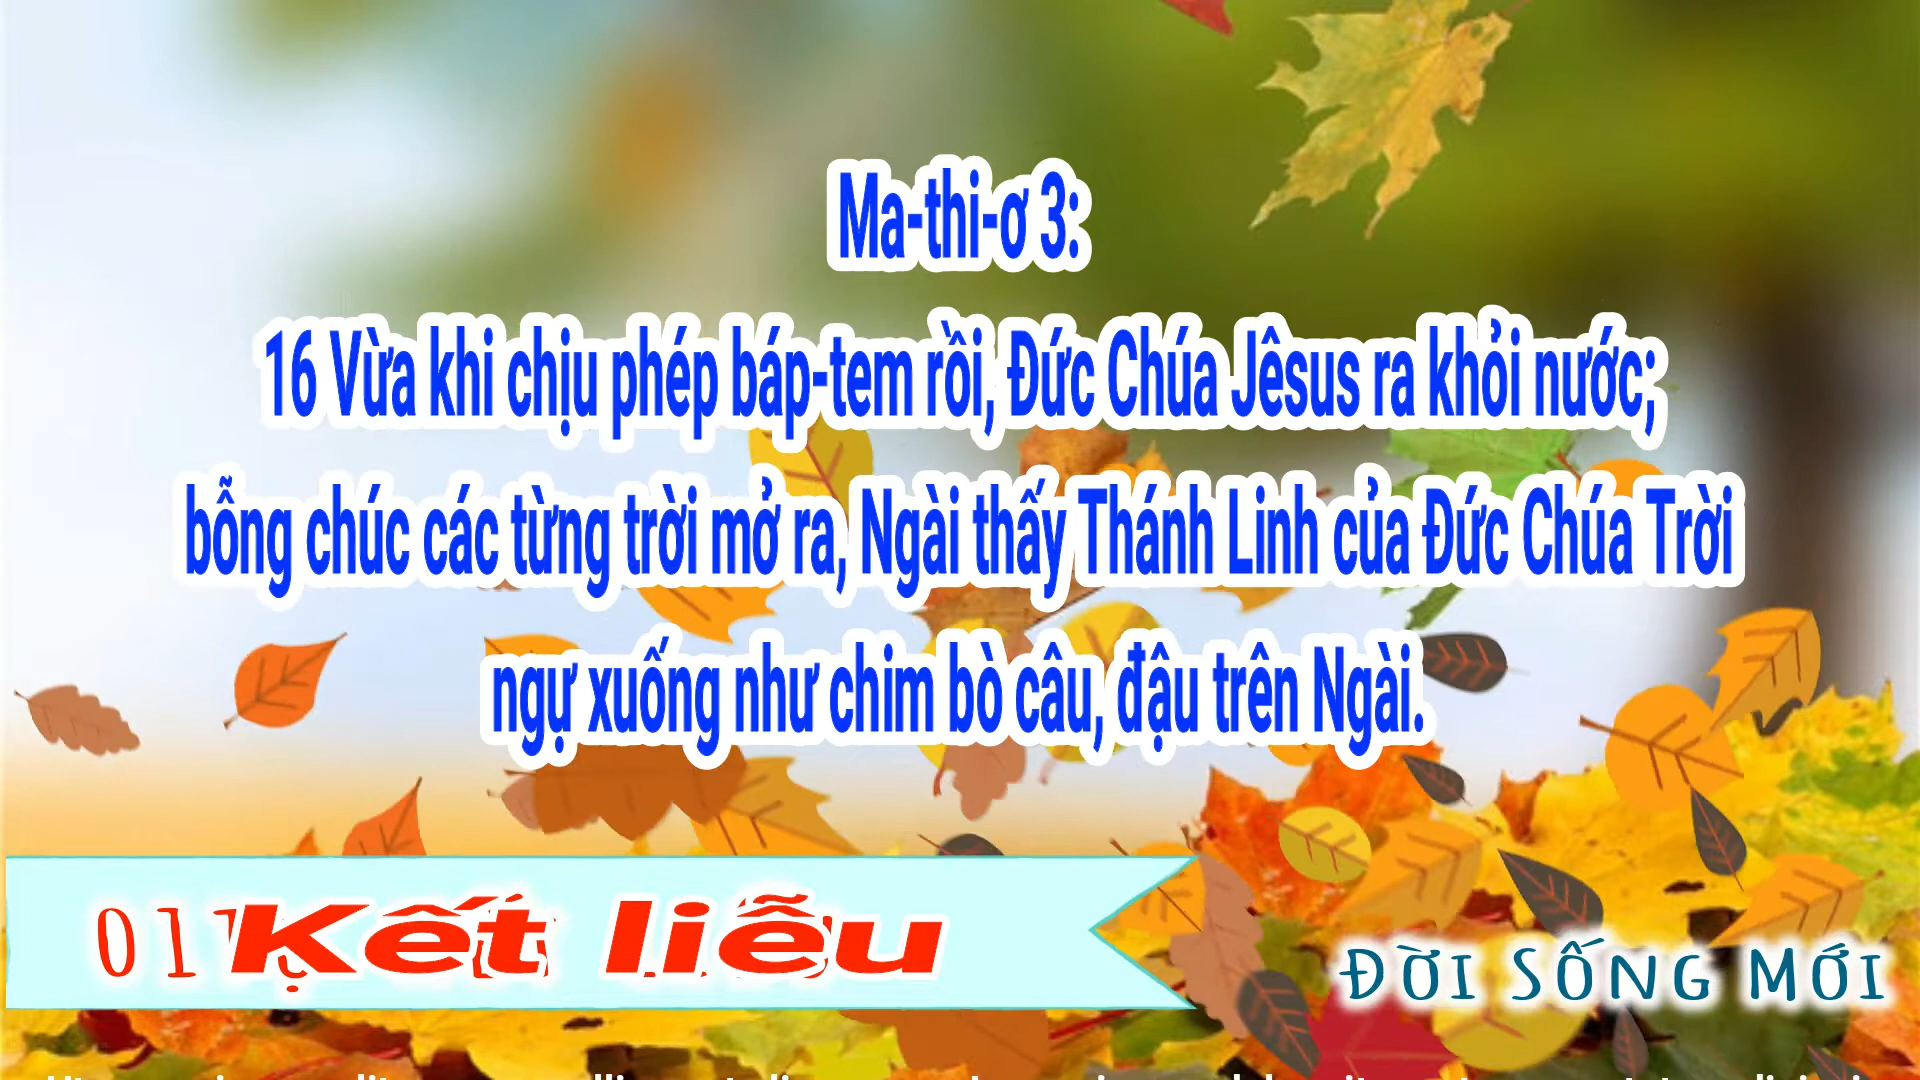 Ma-thi-ơ 3:
16 Vừa khi chịu phép báp-tem rồi, Đức Chúa Jêsus ra khỏi nước;
bỗng chúc các từng trời mở ra, Ngài thấy Thánh Linh của Đức Chúa Trời
ngự xuống như chim bò câu, đậu trên Ngài.
Kết liễu
ĐỜI SỐNG MỚI